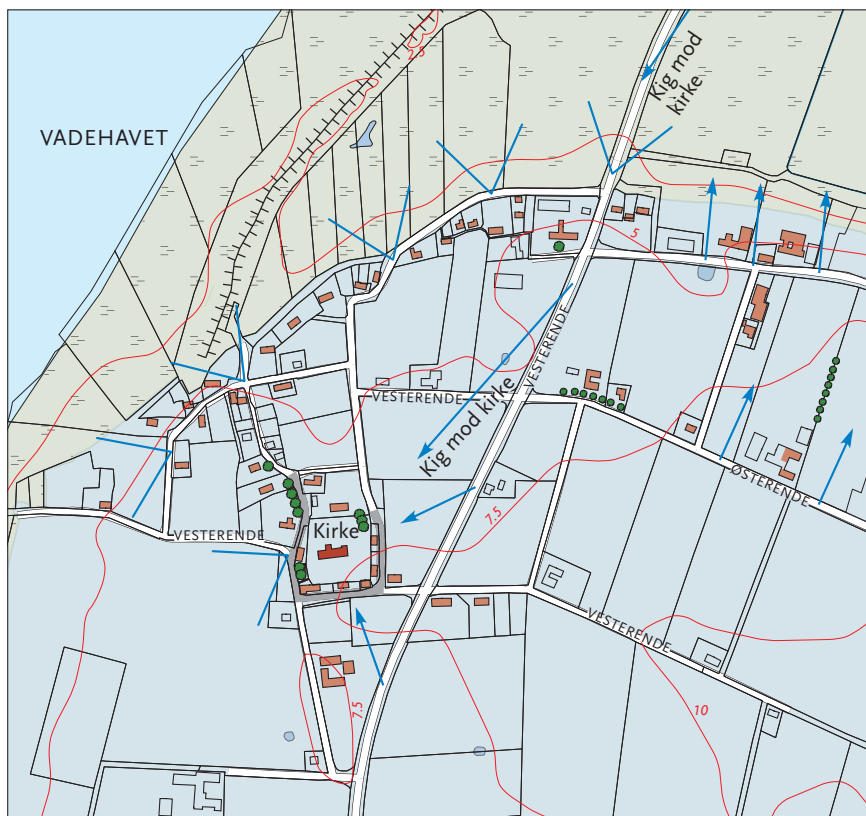 2.5
Kig mod
kirke
VADEHAVET
5
VESTERENDE
VESTERENDE
Kig mod kirke
ØSTERENDE
7.5
VESTERENDE
Kirke
VESTERENDE
7.5
10